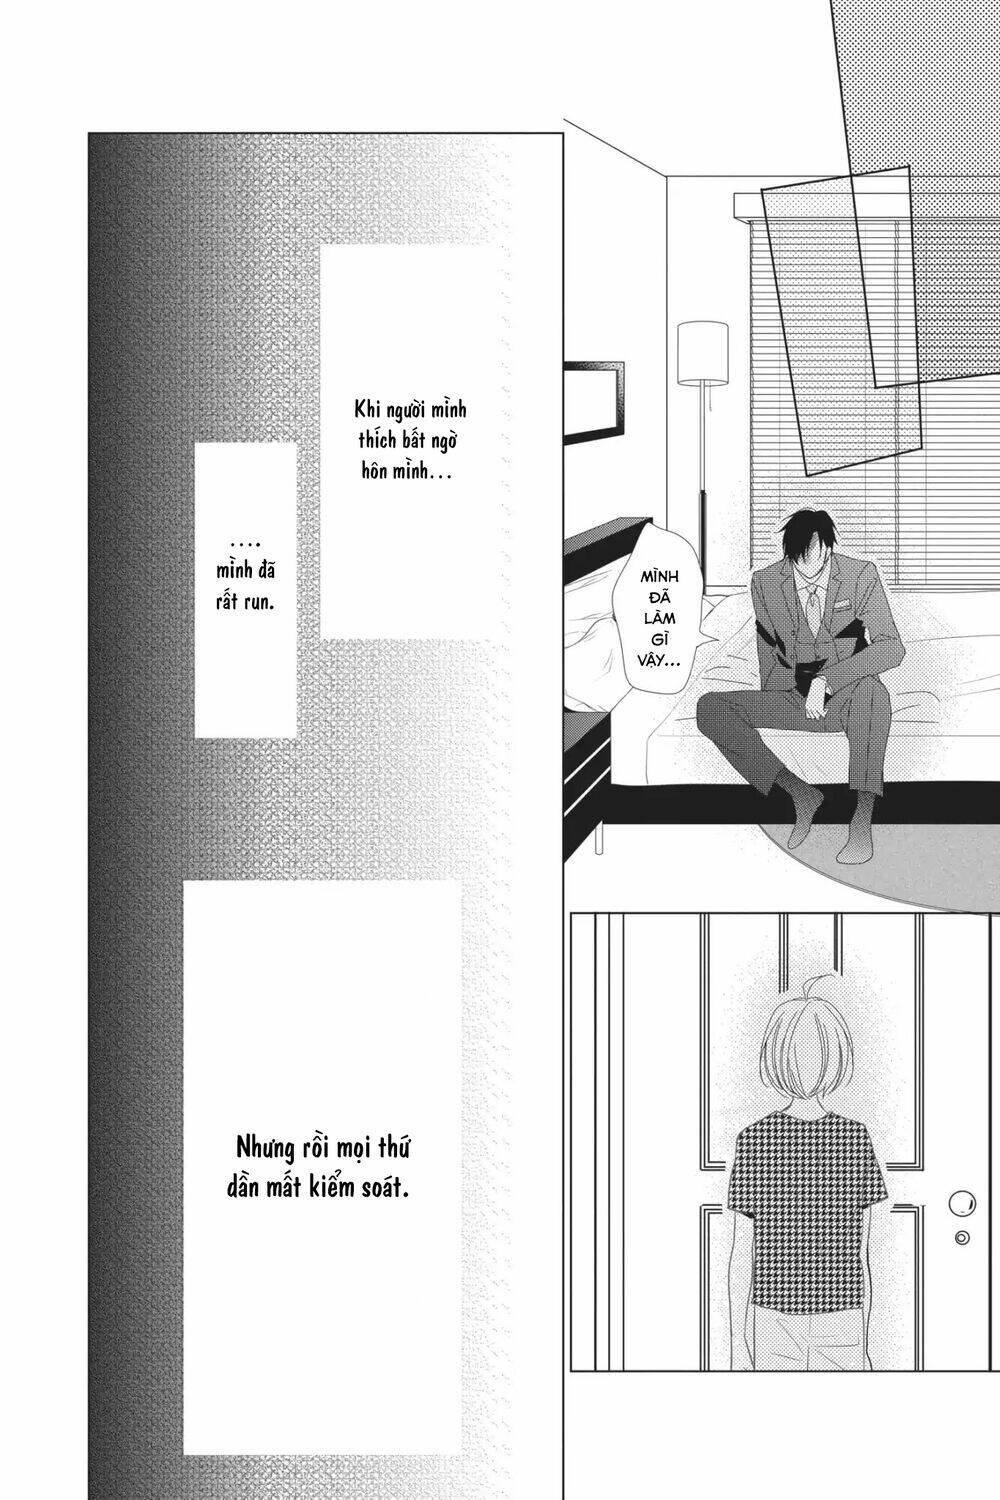 MÌNH
ĐÃ
LÀM
GÌ
VẬY...
Khi người mình
thích bất ngờ
hôn mình...
....
mình đã
rất run.
Nhưng rồi mọi thứ
dần mất kiểm soát.